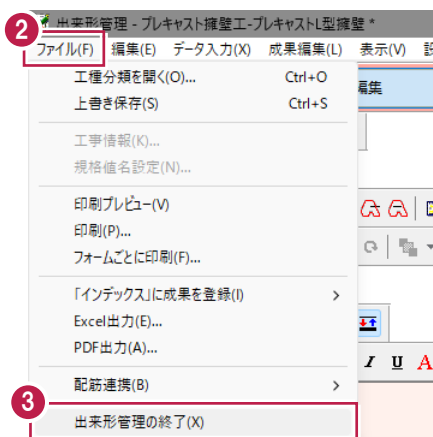 2
出来形管理 - プレキャスト擁壁工-プレキャストL型擁壁 *
ファイル(F) 編集(E) データ入力(X) 成果編集(L) 表示(V) 設
工種分類を開く(O)... Ctrl+O
編集
上書き保存(S) Ctrl+S
工事情報(K)...
規格値名設定(N)...
印刷プレビュー(V)
印刷(P)...
フォームごとに印刷(F)...
「インデックス」に成果を登録(I) >
Excel出力(E)...
PDF出力(A)...
I U A
配筋連携(B) >
3
出来形管理の終了(X)